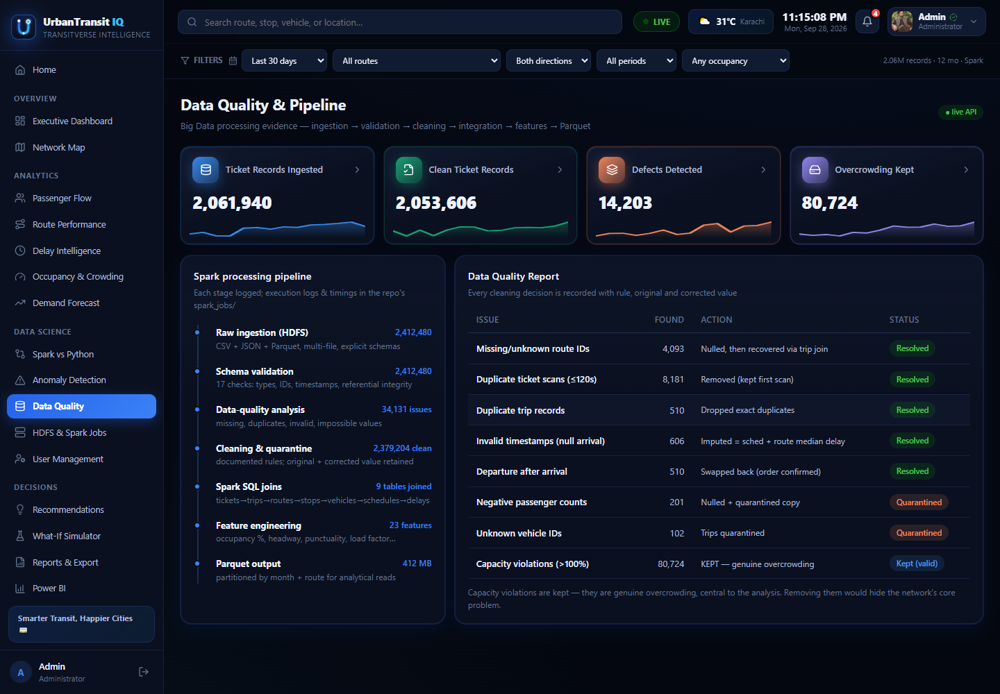 UrbanTransit IQ
TRANSITVERSE INTELLIGENCE
Search route, stop, vehicle, or location...
LIVE
31°C Karachi
11:15:08 PM
Mon, Sep 28, 2026
4
Admin
Administrator
FILTERS
Last 30 days
All routes
Both directions
All periods
Any occupancy
2.06M records · 12 mo · Spark
Home
OVERVIEW
Executive Dashboard
Network Map
ANALYTICS
Passenger Flow
Route Performance
Delay Intelligence
Occupancy & Crowding
Demand Forecast
DATA SCIENCE
Spark vs Python
Anomaly Detection
Data Quality
HDFS & Spark Jobs
User Management
DECISIONS
Recommendations
What-If Simulator
Reports & Export
Power BI
Smarter Transit, Happier Cities
A
Admin
Administrator
Data Quality & Pipeline
Big Data processing evidence — ingestion → validation → cleaning → integration → features → Parquet
● live API
Ticket Records Ingested
2,061,940
Clean Ticket Records
2,053,606
Defects Detected
14,203
Overcrowding Kept
80,724
Spark processing pipeline
Each stage logged; execution logs & timings in the repo's
spark_jobs/
Raw ingestion (HDFS) 2,412,480
CSV + JSON + Parquet, multi-file, explicit schemas
Schema validation 2,412,480
17 checks: types, IDs, timestamps, referential integrity
Data-quality analysis 34,131 issues
missing, duplicates, invalid, impossible values
Cleaning & quarantine 2,379,204 clean
documented rules; original + corrected value retained
Spark SQL joins 9 tables joined
tickets→trips→routes→stops→vehicles→schedules→delays
Feature engineering 23 features
occupancy %, headway, punctuality, load factor…
Parquet output 412 MB
partitioned by month + route for analytical reads
Data Quality Report
Every cleaning decision is recorded with rule, original and corrected value
ISSUE FOUND ACTION STATUS
Missing/unknown route IDs 4,093 Nulled, then recovered via trip join Resolved
Duplicate ticket scans (≤120s) 8,181 Removed (kept first scan) Resolved
Duplicate trip records 510 Dropped exact duplicates Resolved
Invalid timestamps (null arrival) 606 Imputed = sched + route median delay Resolved
Departure after arrival 510 Swapped back (order confirmed) Resolved
Negative passenger counts 201 Nulled + quarantined copy Quarantined
Unknown vehicle IDs 102 Trips quarantined Quarantined
Capacity violations (>100%) 80,724 KEPT — genuine overcrowding Kept (valid)
Capacity violations are kept — they are genuine overcrowding, central to the analysis. Removing them would hide the network's core
problem.